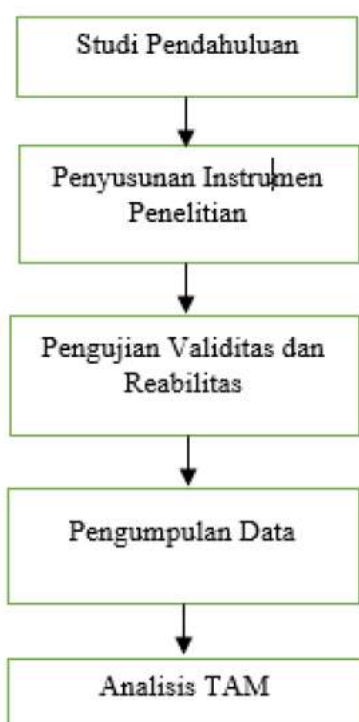 Studi Pendahuluan
Penyusunan Instrumen
Penelitian
Pengujian Validitas dan
Reabilitas
Pengumpulan Data
Analisis TAM